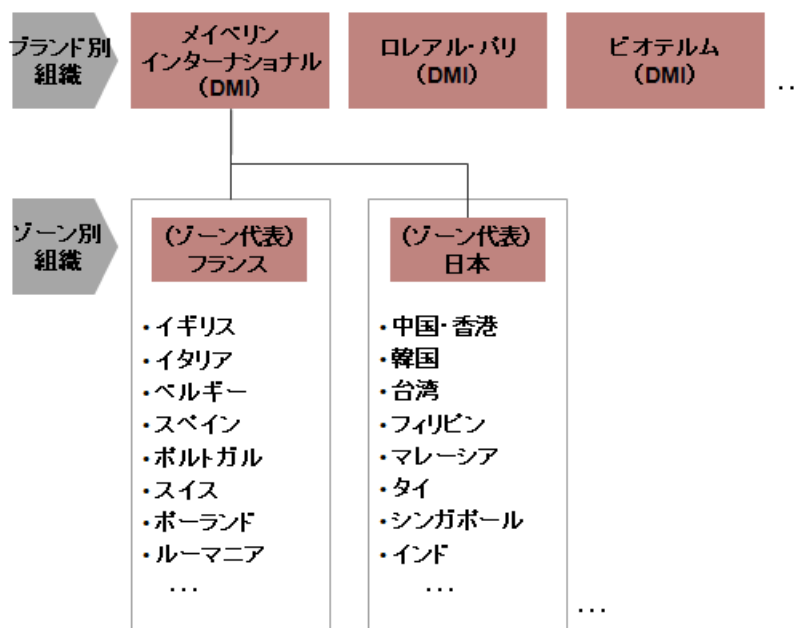 ブランド別
組織
メイベリン
インターナショナル
(DMI)
ロレアル・パリ
(DMI)
ビオテルム
(DMI)
‥
ゾーン別
組織
(ゾーン代表)
フランス
・イギリス
・イタリア
・ベルギー
・スペイン
・ポルトガル
・スイス
・ポーランド
・ルーマニア
…
(ゾーン代表)
日本
・中国・香港
・韓国
・台湾
・フィリピン
・マレーシア
・タイ
・シンガポール
・インド
…
…